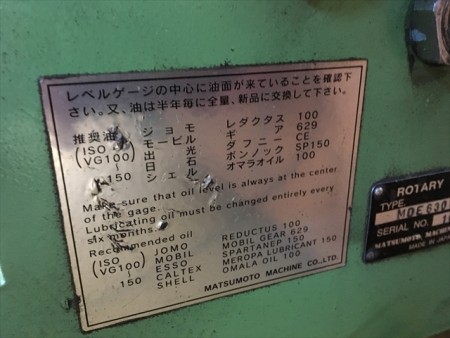 レベルゲージの中心に油面が来ていることを確認下
さい。又、油は半年毎に全量、新品に交換して下さい。
推奨油 ジョモ レダクタス 100
(ISO モービル ギア 629
VG100) 出光 ダフニー CE
日石 ボンノック SP150
150 シェル オマラオイル 100
Make sure that oil level is always at the center
of the gage.
Lubricating oil must be changed entirely every
six months.
Recommended oil
(ISO JOMO REDUCTUS 100
VG100) MOBIL MOBIL GEAR 629
ESSO SPARTANEP 150
CALTEX MEROPA LUBRICANT 150
150 SHELL OMALA OIL 100
MATSUMOTO MACHINE CO.,LTD.
ROTARY
TYPE
SERIAL NO.
MATSUMOTO MACHINE
MADE IN JAPAN